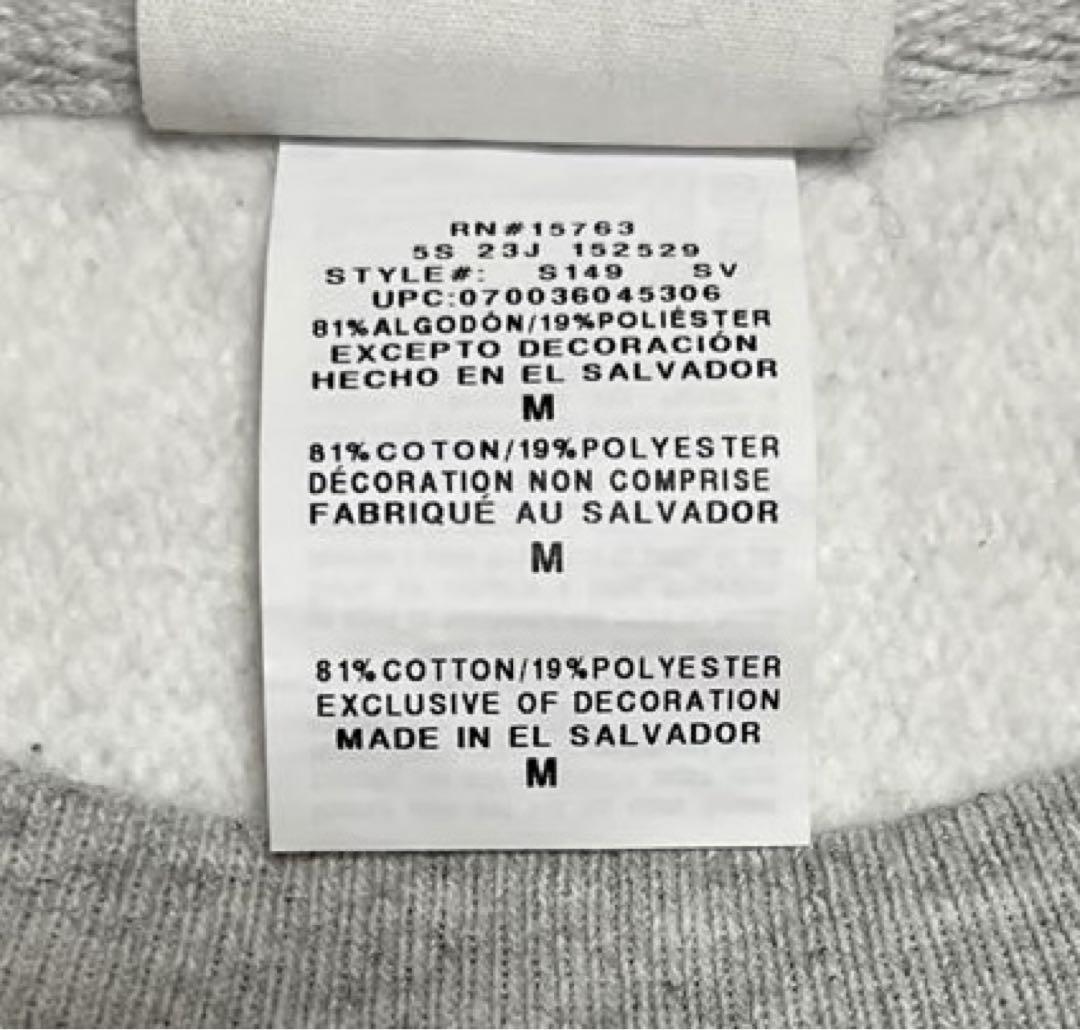 RN#15763
5S 23J 152529
STYLE#: S149 SV
UPC:070036045306
81%ALGODÓN/19%POLIÉSTER
EXCEPTO DECORACIÓN
HECHO EN EL SALVADOR
M
81%COTON/19%POLYESTER
DÉCORATION NON COMPRISE
FABRIQUÉ AU SALVADOR
M
81%COTTON/19%POLYESTER
EXCLUSIVE OF DECORATION
MADE IN EL SALVADOR
M